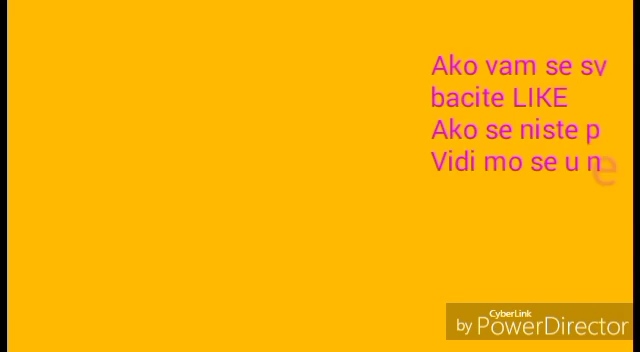 Ako vam se sv
bacite LIKE
Ako se niste p
Vidi mo se u n
e
CyberLink
by PowerDirector